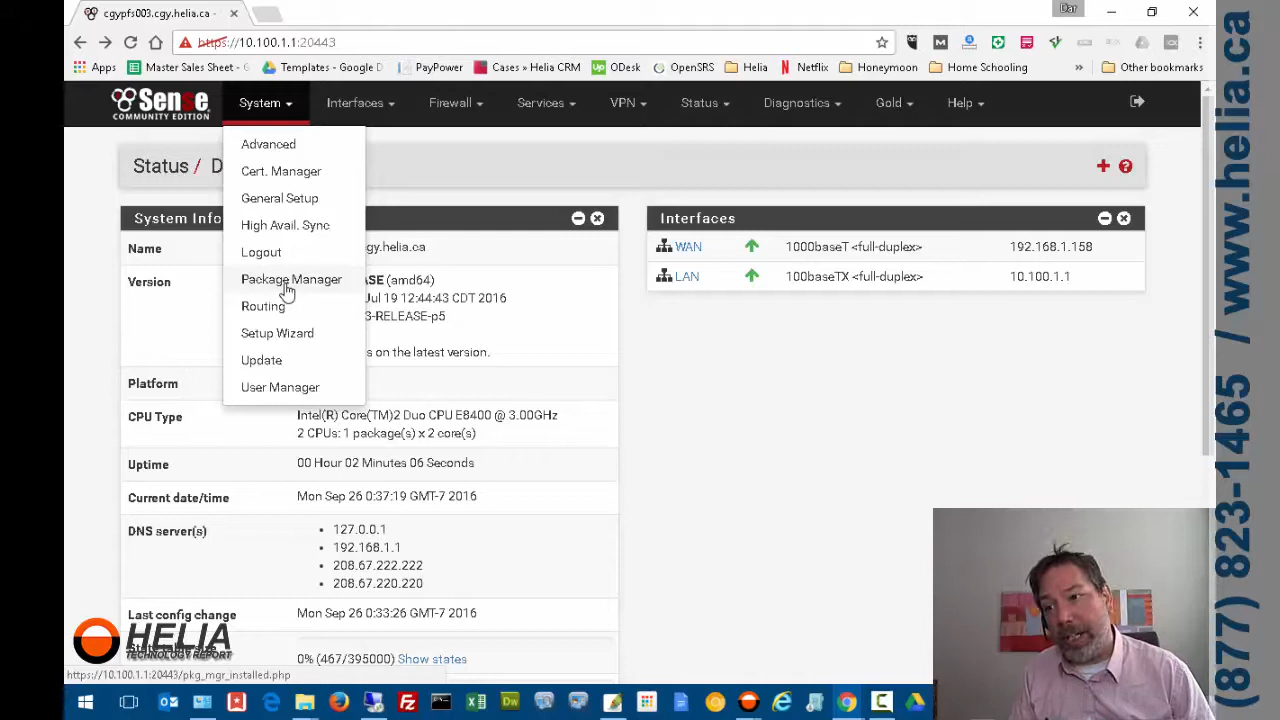 cgypfs003.cgy.helia.ca -
Dar
https://10.100.1.1:20443
Apps
Master Sales Sheet - G
Templates - Google D
PayPower
Cases » Helia CRM
ODesk
OpenSRS
Helia
Netflix
Honeymoon
Home Schooling
»
Other bookmarks
Sense
COMMUNITY EDITION
System
Interfaces
Firewall
Services
VPN
Status
Diagnostics
Gold
Help
Advanced
Cert. Manager
General Setup
High Avail. Sync
Logout
Package Manager
Routing
Setup Wizard
Update
User Manager
Status / D
System Info
Name
gy.helia.ca
Version
ASE (amd64)
Jul 19 12:44:43 CDT 2016
3-RELEASE-p5
s on the latest version.
Platform
CPU Type
Intel(R) Core(TM)2 Duo CPU E8400 @ 3.00GHz
2 CPUs: 1 package(s) x 2 core(s)
Uptime
00 Hour 02 Minutes 06 Seconds
Current date/time
Mon Sep 26 0:37:19 GMT-7 2016
DNS server(s)
127.0.0.1
192.168.1.1
208.67.222.222
208.67.220.220
Last config change
Mon Sep 26 0:33:26 GMT-7 2016
State table size
0% (467/395000) Show states
Interfaces
WAN 1000baseT <full-duplex> 192.168.1.158
LAN 100baseTX <full-duplex> 10.100.1.1
HELIA
TECHNOLOGY REPORT
https://10.100.1.1:20443/pkg_mgr_installed.php
(877) 823-1465 / www.helia.ca